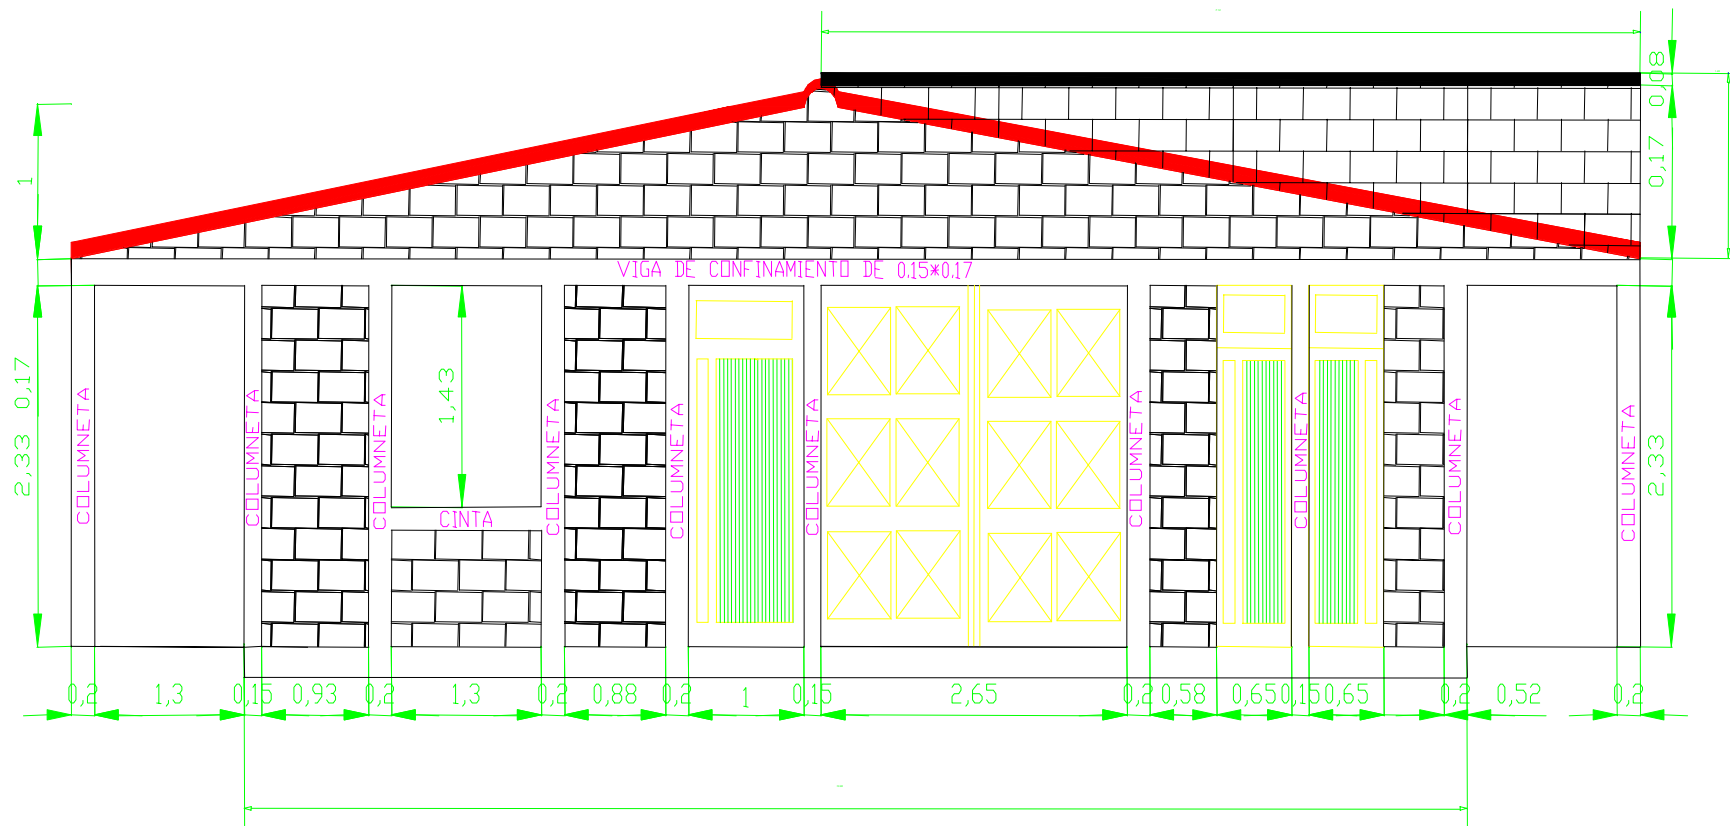 0,08
1
0,17
VIGA DE CONFINAMIENTO DE 0.15*0.17
0,17
2,33
1,43
2,33
COLUMNETA
COLUMNETA
COLUMNETA
COLUMNETA
COLUMNETA
COLUMNETA
COLUMNETA
COLUMNETA
COLUMNETA
COLUMNETA
CINTA
0,2 1,3 0,15 0,93 0,2 1,3 0,2 0,88 0,2 1 0,15 2,65 0,2 0,58 0,65 0,15 0,65 0,2 0,52 0,2